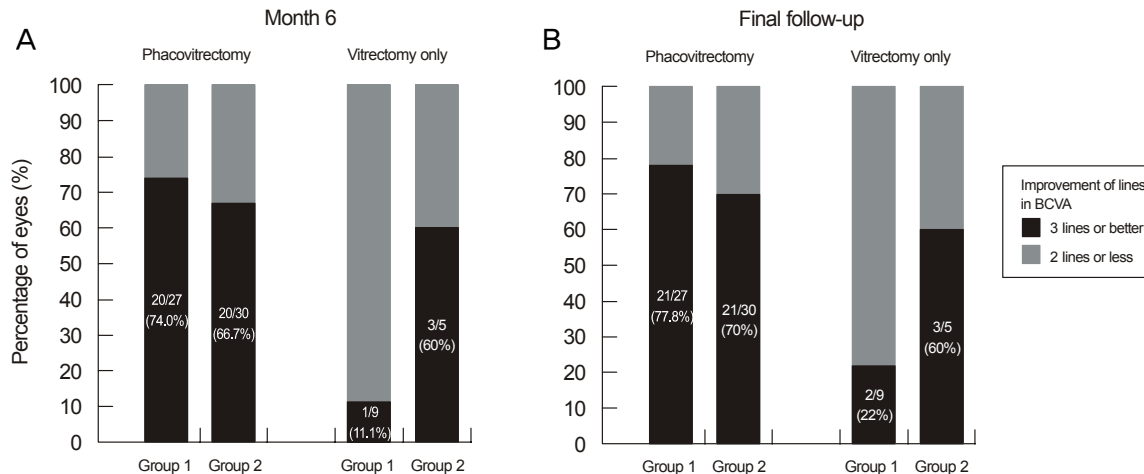 Month 6
Final follow-up
A
B
Phacovitrectomy
Vitrectomy only
Phacovitrectomy
Vitrectomy only
Percentage of eyes (%)
100
90
80
70
60
50
40
30
20
10
0
20/27
(74.0%)
20/30
(66.7%)
1/9
(11.1%)
3/5
(60%)
Group 1
Group 2
Group 1
Group 2
100
90
80
70
60
50
40
30
20
10
0
21/27
(77.8%)
21/30
(70%)
2/9
(22%)
3/5
(60%)
Group 1
Group 2
Group 1
Group 2
Improvement of lines
in BCVA
3 lines or better
2 lines or less